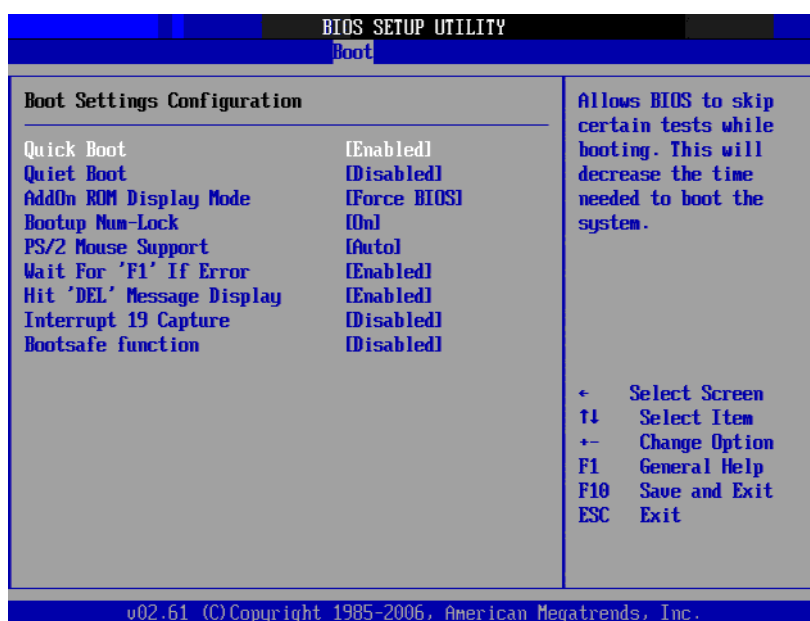 BIOS SETUP UTILITY
Boot
Boot Settings Configuration
Quick Boot [Enabled]
Quiet Boot [Disabled]
AddOn ROM Display Mode [Force BIOS]
Bootup Num-Lock [On]
PS/2 Mouse Support [Auto]
Wait For 'F1' If Error [Enabled]
Hit 'DEL' Message Display [Enabled]
Interrupt 19 Capture [Disabled]
Bootsafe function [Disabled]
Allows BIOS to skip
certain tests while
booting. This will
decrease the time
needed to boot the
system.
← Select Screen
↑↓ Select Item
+- Change Option
F1 General Help
F10 Save and Exit
ESC Exit
v02.61 (C)Copyright 1985-2006, American Megatrends, Inc.